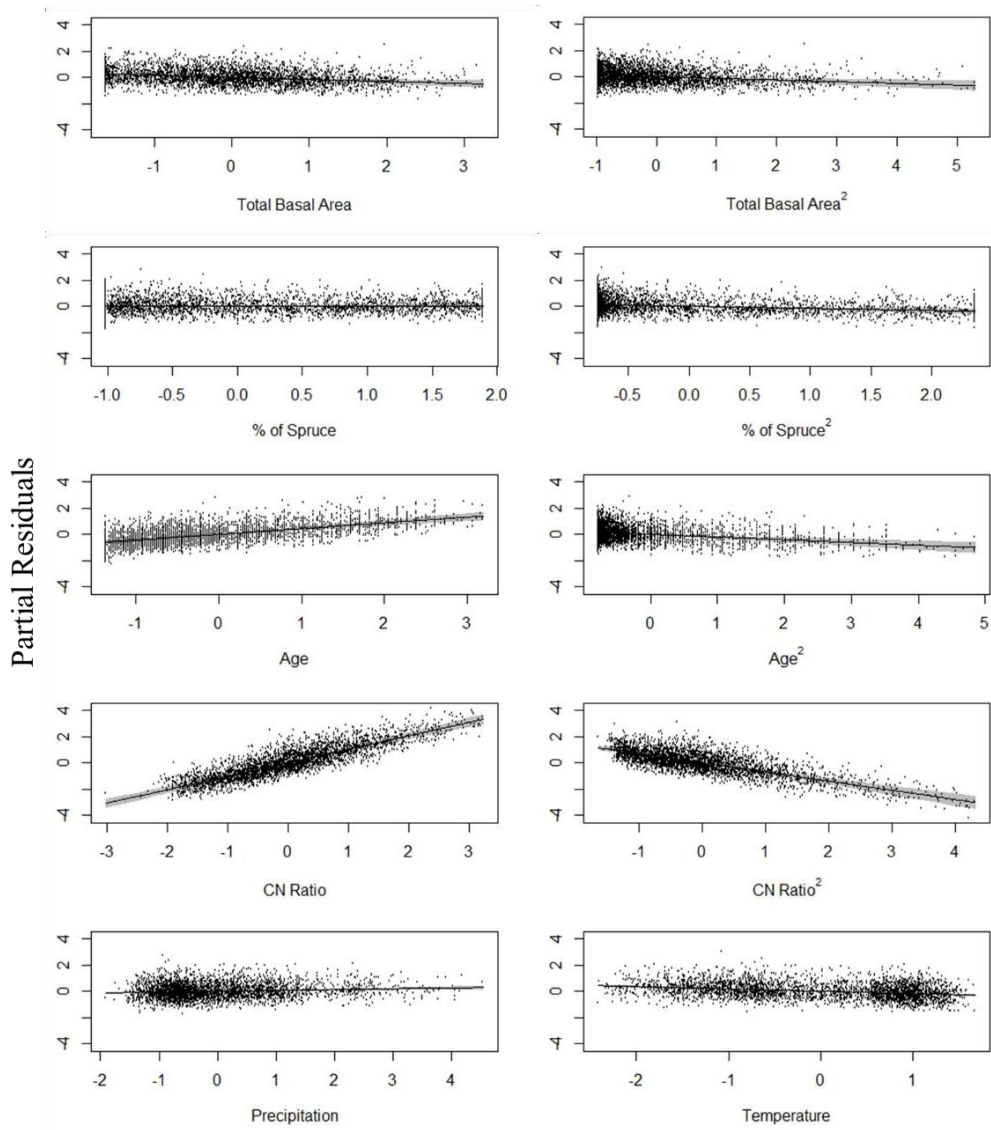 Partial Residuals
4
2
0
-4
-1 0 1 2 3
Total Basal Area
4
2
0
-4
-1 0 1 2 3 4 5
Total Basal Area²
4
2
0
-4
-1.0 -0.5 0.0 0.5 1.0 1.5 2.0
% of Spruce
4
2
0
-4
-0.5 0.0 0.5 1.0 1.5 2.0
% of Spruce²
4
2
0
-4
-1 0 1 2 3
Age
4
2
0
-4
0 1 2 3 4 5
Age²
4
2
0
-4
-3 -2 -1 0 1 2 3
CN Ratio
4
2
0
-4
-1 0 1 2 3 4
CN Ratio²
4
2
0
-4
-2 -1 0 1 2 3 4
Precipitation
4
2
0
-4
-2 -1 0 1
Temperature